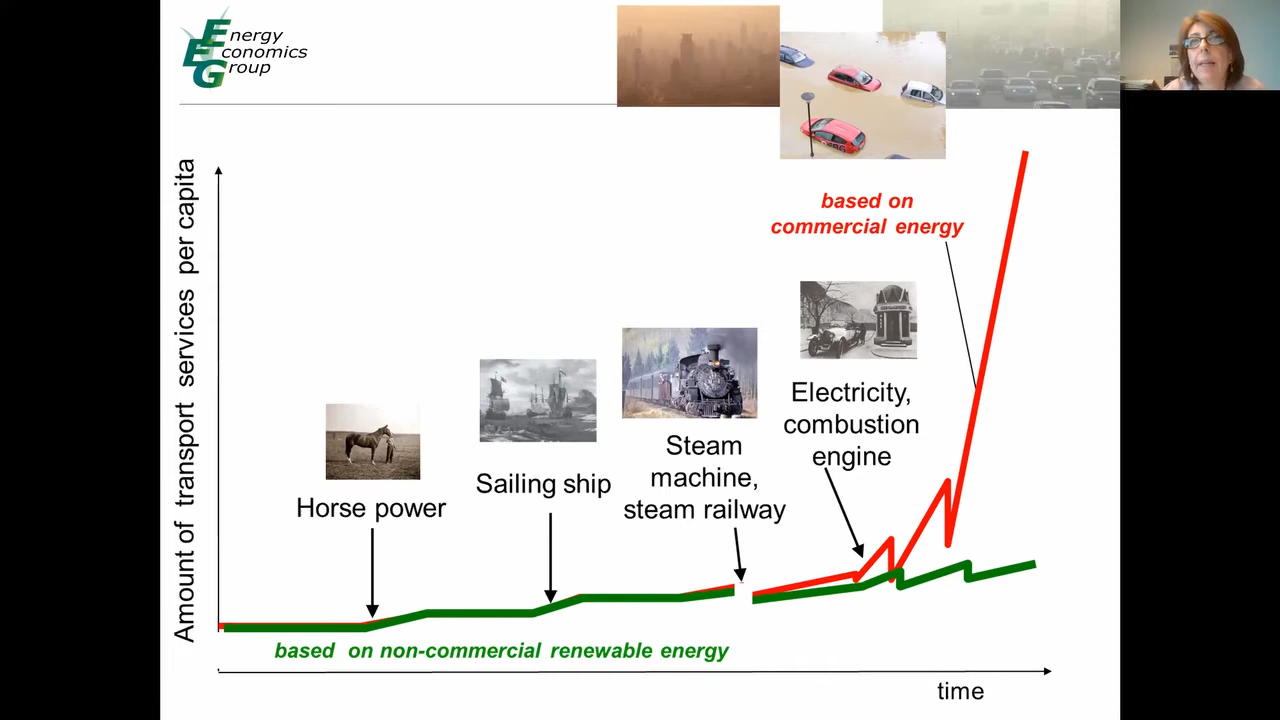 Energy
Economics
Group
Amount of transport services per capita
based on
commercial energy
Electricity,
combustion
engine
Steam
machine,
steam railway
Sailing ship
Horse power
based on non-commercial renewable energy
time